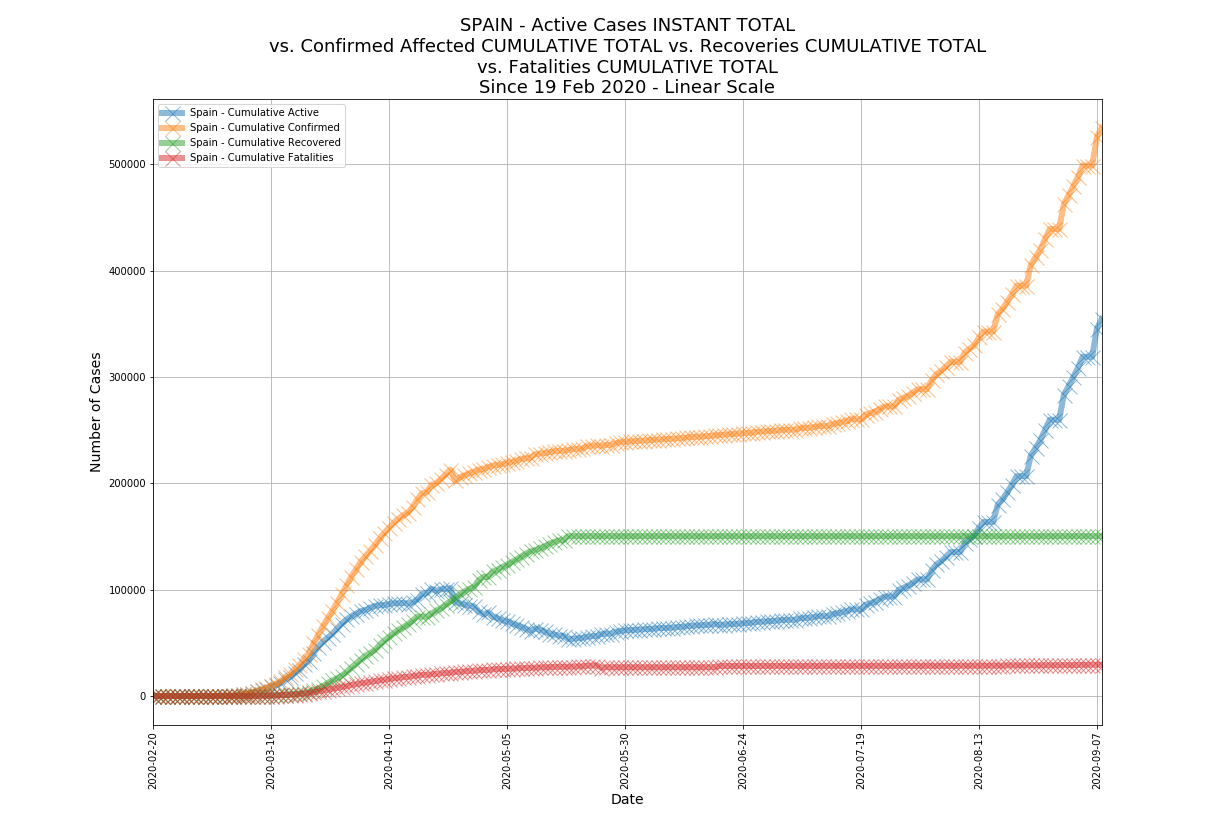 SPAIN - Active Cases INSTANT TOTAL
vs. Confirmed Affected CUMULATIVE TOTAL vs. Recoveries CUMULATIVE TOTAL
vs. Fatalities CUMULATIVE TOTAL
Since 19 Feb 2020 - Linear Scale
Spain - Cumulative Active
Spain - Cumulative Confirmed
Spain - Cumulative Recovered
Spain - Cumulative Fatalities
500000
400000
300000
200000
100000
0
Number of Cases
2020-02-20
2020-03-16
2020-04-10
2020-05-05
2020-05-30
2020-06-24
2020-07-19
2020-08-13
2020-09-07
Date